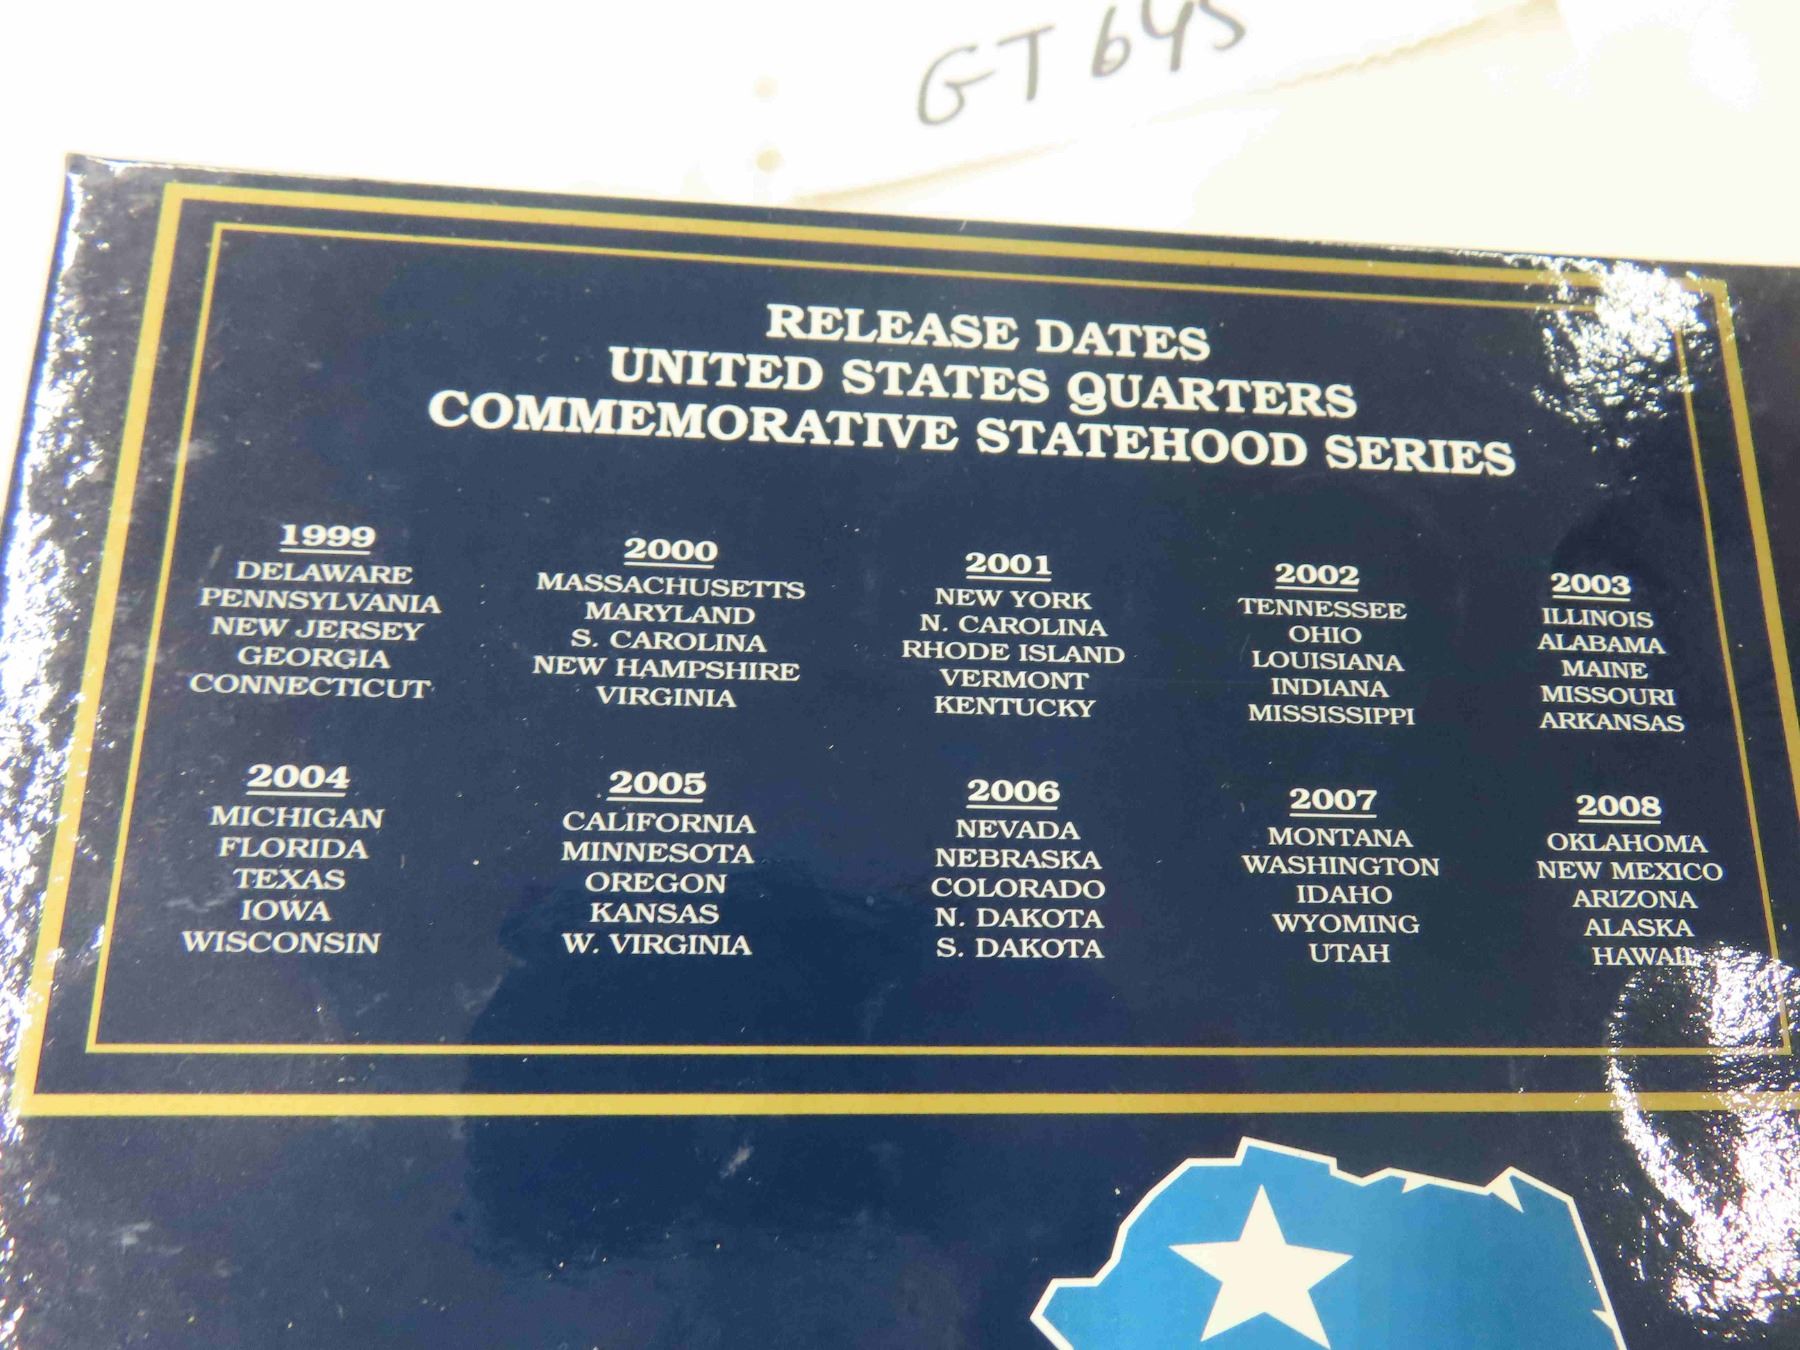 GT 645
RELEASE DATES
UNITED STATES QUARTERS
COMMEMORATIVE STATEHOOD SERIES
1999
DELAWARE
PENNSYLVANIA
NEW JERSEY
GEORGIA
CONNECTICUT
2000
MASSACHUSETTS
MARYLAND
S. CAROLINA
NEW HAMPSHIRE
VIRGINIA
2001
NEW YORK
N. CAROLINA
RHODE ISLAND
VERMONT
KENTUCKY
2002
TENNESSEE
OHIO
LOUISIANA
INDIANA
MISSISSIPPI
2003
ILLINOIS
ALABAMA
MAINE
MISSOURI
ARKANSAS
2004
MICHIGAN
FLORIDA
TEXAS
IOWA
WISCONSIN
2005
CALIFORNIA
MINNESOTA
OREGON
KANSAS
W. VIRGINIA
2006
NEVADA
NEBRASKA
COLORADO
N. DAKOTA
S. DAKOTA
2007
MONTANA
WASHINGTON
IDAHO
WYOMING
UTAH
2008
OKLAHOMA
NEW MEXICO
ARIZONA
ALASKA
HAWAII